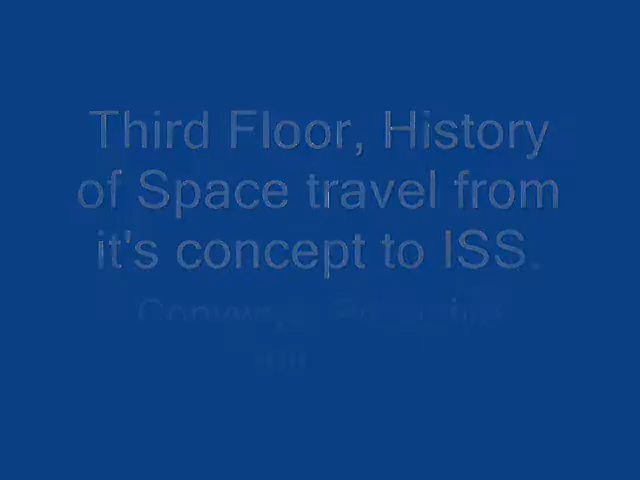 Third Floor, History
of Space travel from
it's concept to ISS.